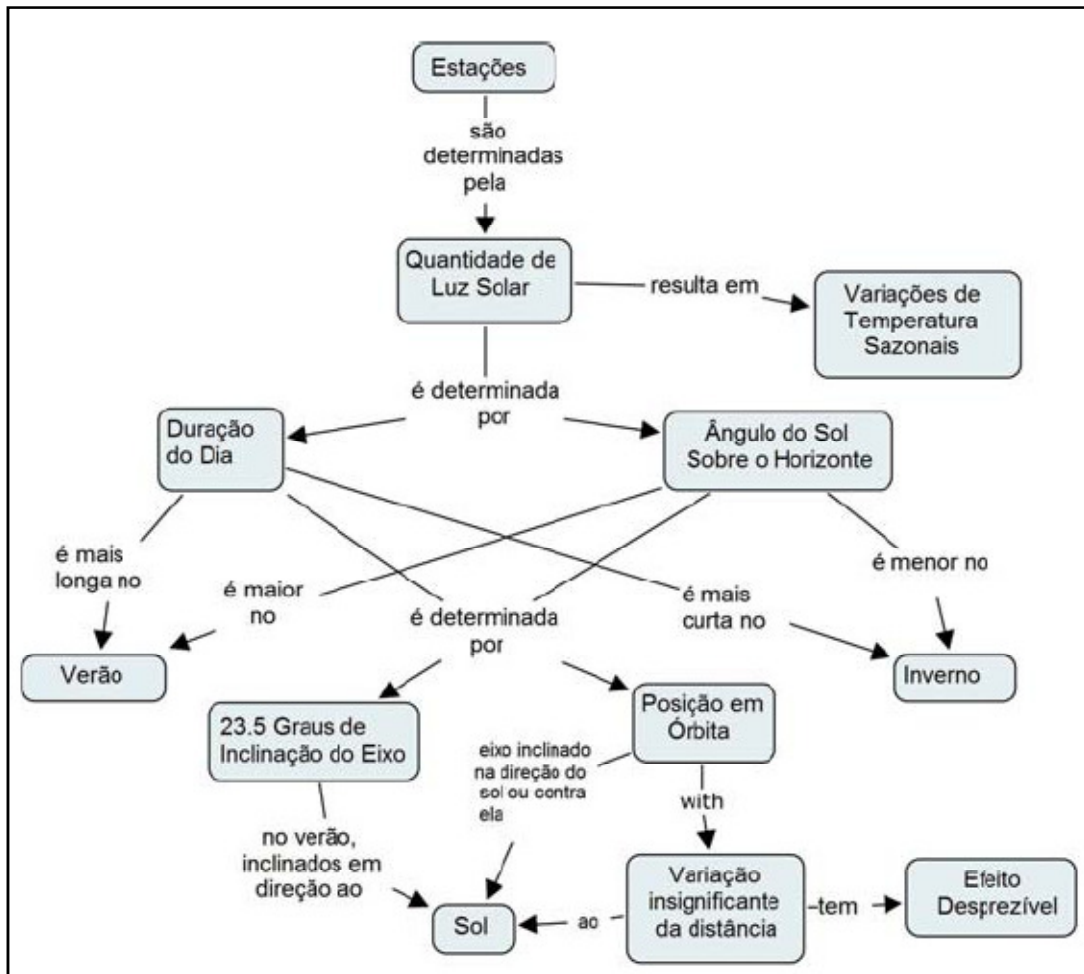 Estações
são
determinadas
pela
Quantidade de
Luz Solar
resulta em
Variações de
Temperatura
Sazonais
é determinada
por
Duração
do Dia
Ângulo do Sol
Sobre o Horizonte
é mais
longa no
é maior
no
é determinada
por
é mais
curta no
é menor no
Verão
Inverno
23.5 Graus de
Inclinação do Eixo
Posição em
Órbita
eixo inclinado
na direção do
sol ou contra
ela
with
no verão,
inclinados em
direção ao
Sol
ao
Variação
insignificante
da distância
tem
Efeito
Desprezível